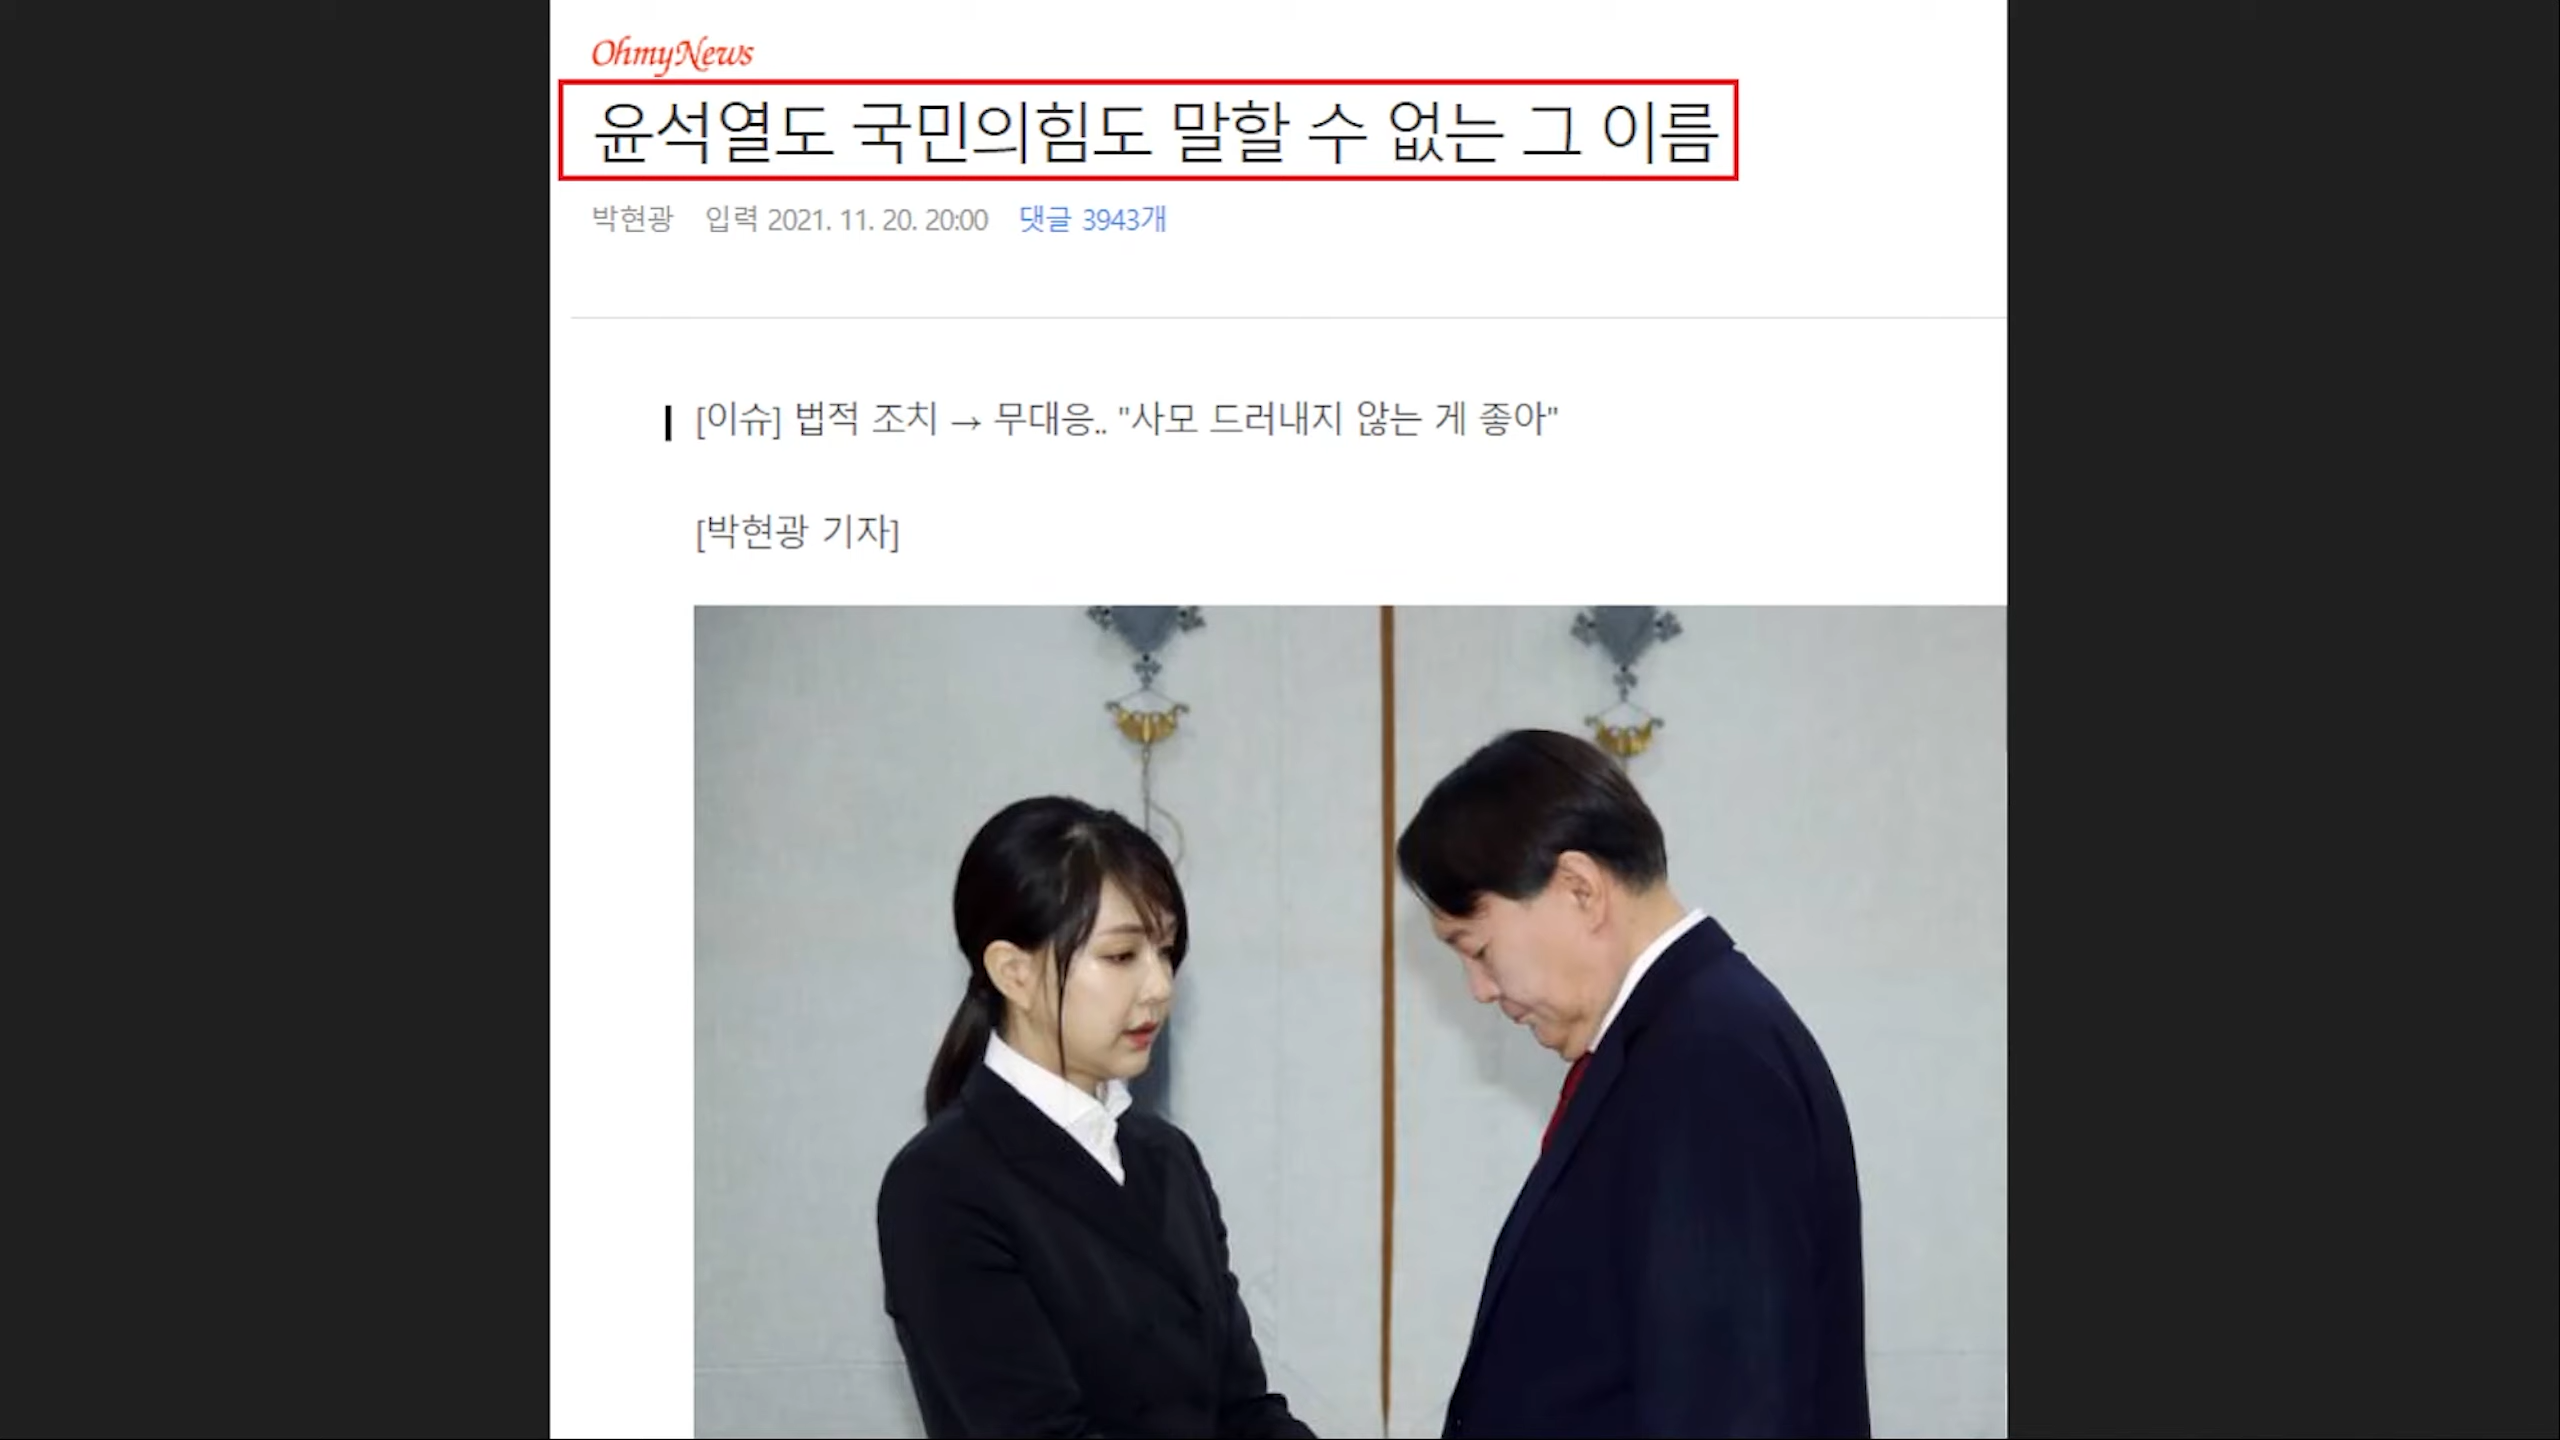 OhmyNews
윤석열도 국민의힘도 말할 수 없는 그 이름
박현광 입력 2021. 11. 20. 20:00 댓글 3943개
[이슈] 법적 조치 → 무대응.. "사모 드러내지 않는 게 좋아"
[박현광 기자]